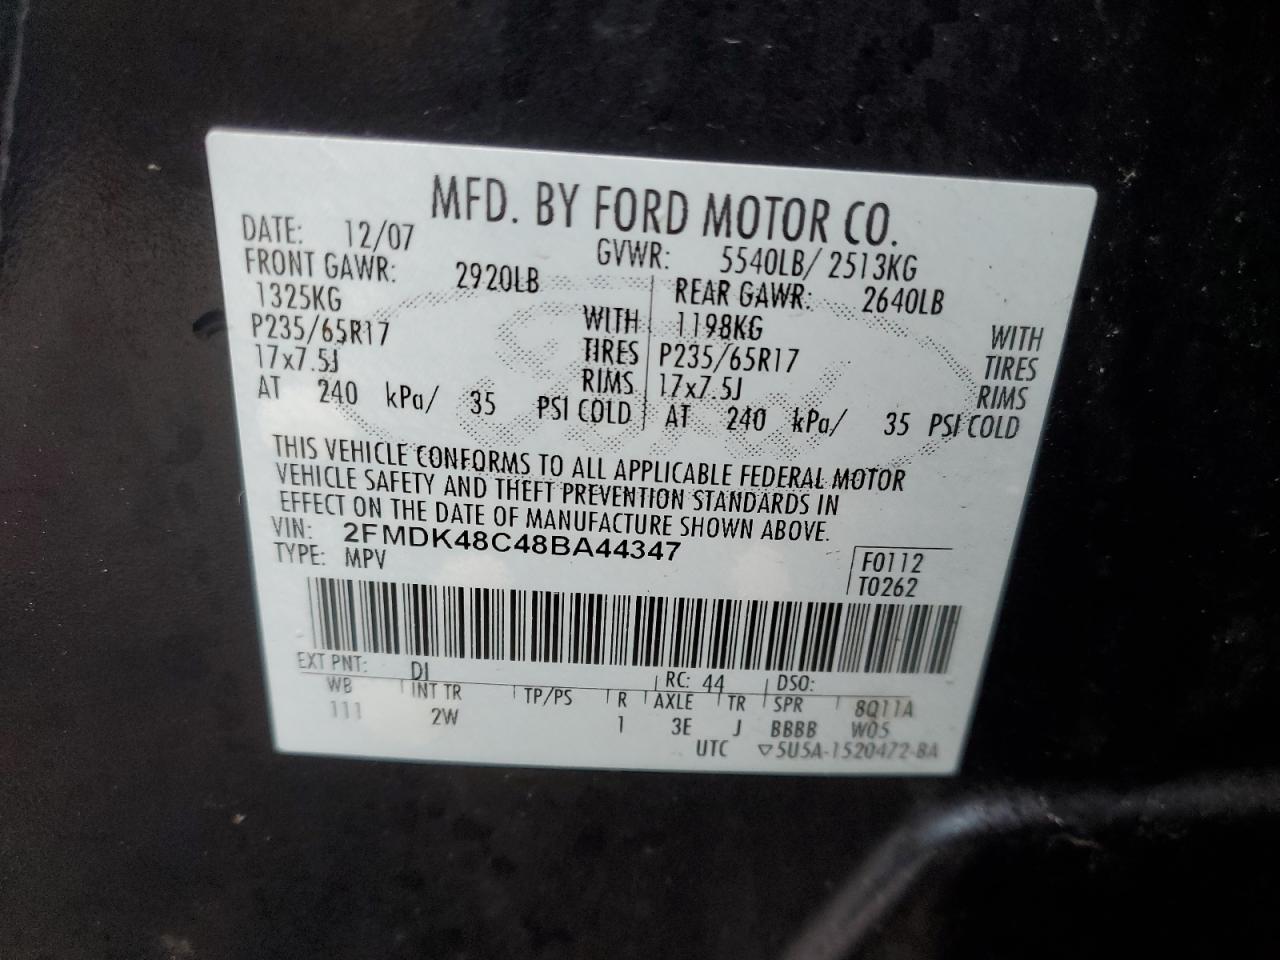 MFD. BY FORD MOTOR CO.
DATE: 12/07 GVWR: 5540LB/ 2513KG
FRONT GAWR: 2920LB REAR GAWR: 2640LB
1325KG WITH 1198KG WITH
P235/65R17 TIRES P235/65R17 TIRES
17x7.5J RIMS 17x7.5J RIMS
AT 240 kPa/ 35 PSI COLD AT 240 kPa/ 35 PSI COLD
THIS VEHICLE CONFORMS TO ALL APPLICABLE FEDERAL MOTOR
VEHICLE SAFETY AND THEFT PREVENTION STANDARDS IN
EFFECT ON THE DATE OF MANUFACTURE SHOWN ABOVE.
VIN: 2FMDK48C48BA44347
TYPE: MPV
F0112
T0262
EXT PNT: DI RC: 44 DSO:
WB INT TR TP/PS R AXLE TR SPR 8Q11A
111 2W 1 3E J BBBB W05
UTC ▽5U5A-1520472-BA